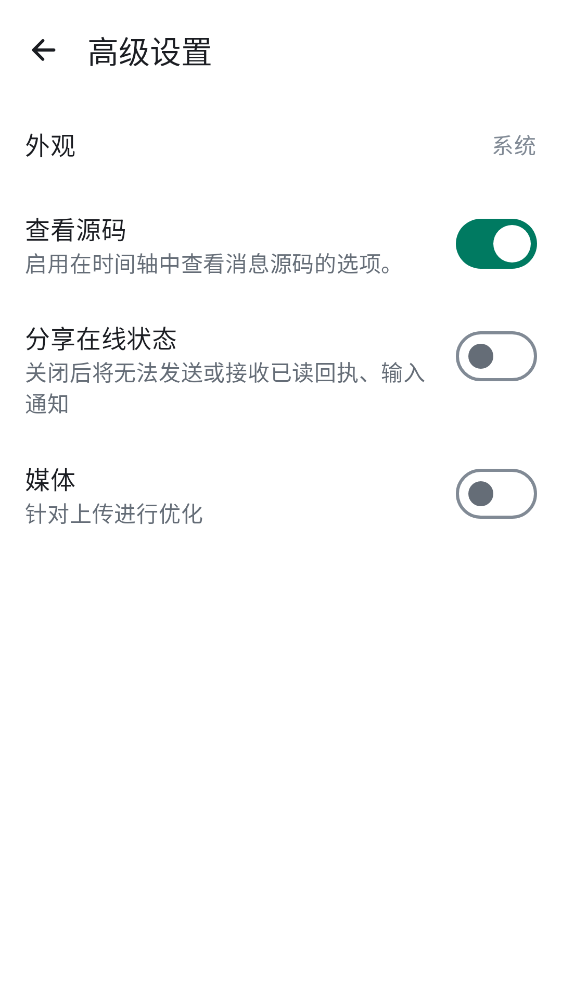 高级设置
外观
系统
查看源码
启用在时间轴中查看消息源码的选项。
分享在线状态
关闭后将无法发送或接收已读回执、输入
通知
媒体
针对上传进行优化